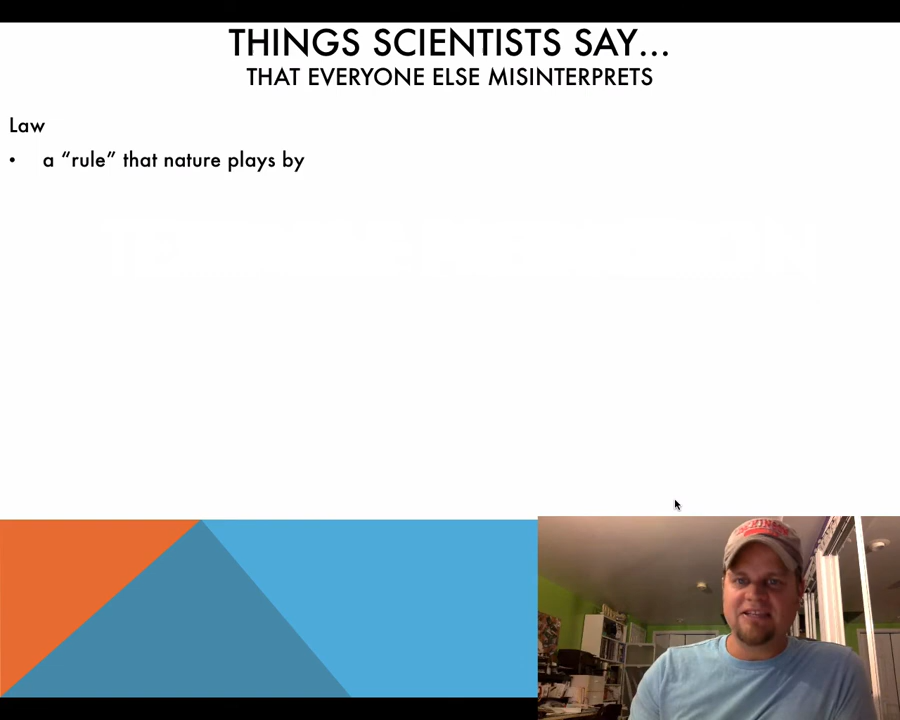 THINGS SCIENTISTS SAY...
THAT EVERYONE ELSE MISINTERPRETS
Law
• a “rule” that nature plays by